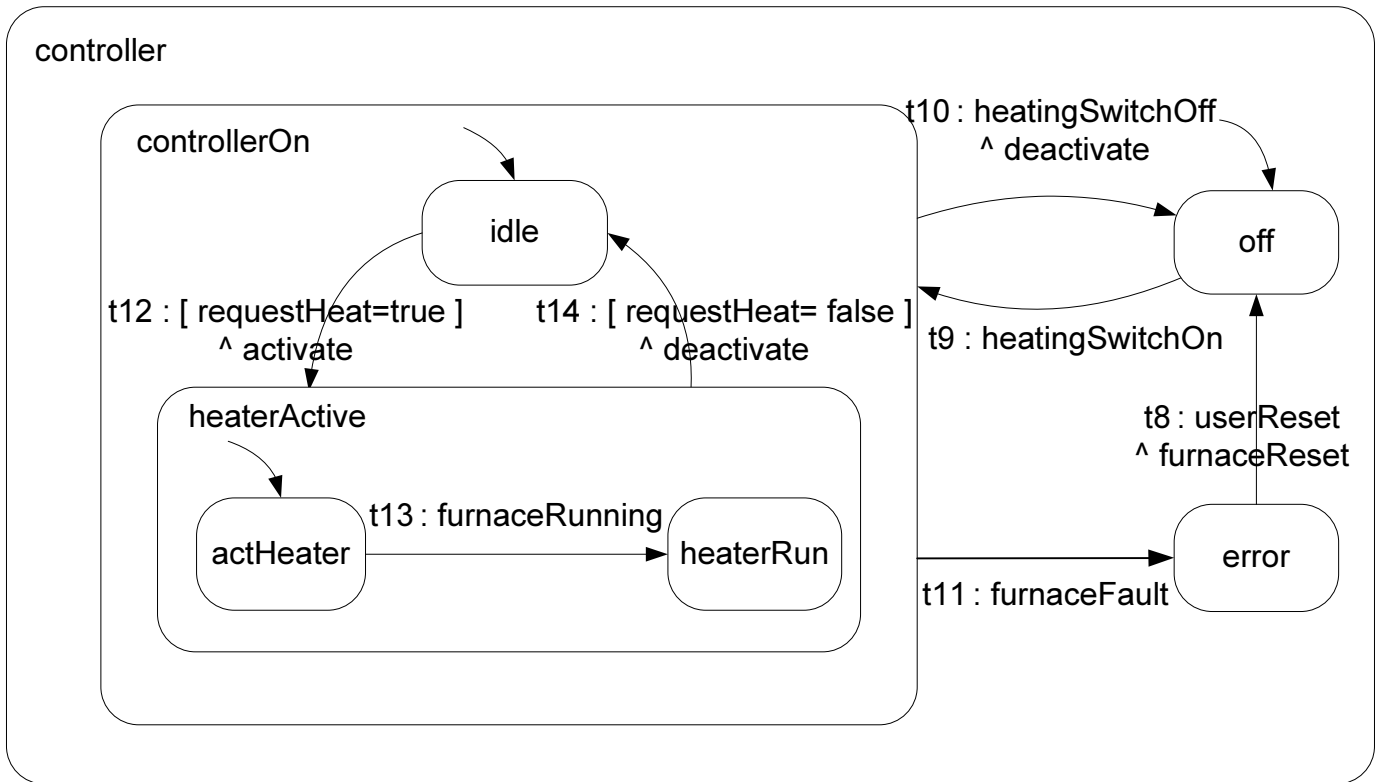 controller
controllerOn
t10 : heatingSwitchOff
^ deactivate
idle
off
t12 : [ requestHeat=true ]
^ activate
t14 : [ requestHeat= false ]
^ deactivate
t9 : heatingSwitchOn
heaterActive
t8 : userReset
^ furnaceReset
t13 : furnaceRunning
actHeater
heaterRun
error
t11 : furnaceFault